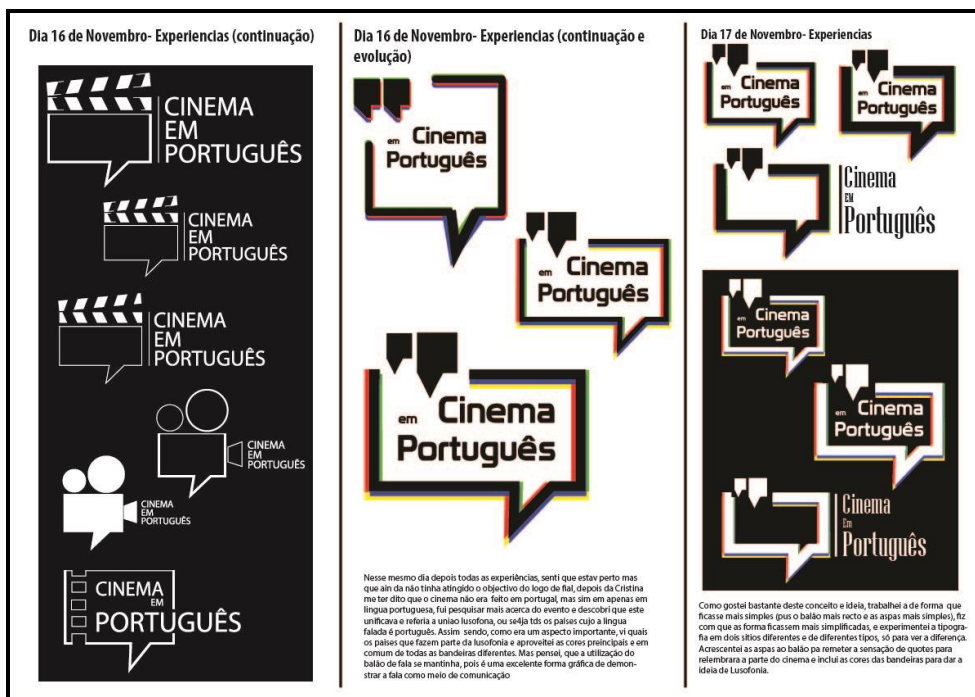 Dia 16 de Novembro- Experiencias (continuação)
CINEMA
EM
PORTUGUÊS
CINEMA
EM
PORTUGUÊS
CINEMA
EM
PORTUGUÊS
CINEMA
EM
PORTUGUÊS
CINEMA
EM
PORTUGUÊS
CINEMA
EM
PORTUGUÊS
Dia 16 de Novembro- Experiencias (continuação e
evolução)
em Cinema
Português
em Cinema
Português
em Cinema
Português
Nesse mesmo dia depois todas as experiências, senti que estav perto mas
que ain da não tinha atingido o objectivo do logo de fial, depois da Cristina
me ter dito que o cinema não era feito em portugal, mas sim em apenas em
lingua portuguesa, fui pesquisar mais acerca do evento e descobri que este
unificava e referia a uniao lusofona, ou se4ja tds os paises cujo a lingua
falada é português. Assim sendo, como era um aspecto importante, vi quais
os paises que fazem parte da lusofonia e aproveitei as cores preincipais e em
comum de todas as bandeiras diferentes. Mas pensei, que a utilização do
balão de fala se mantinha, pois é uma excelente forma gráfica de demon-
strar a fala como meio de comunicação
Dia 17 de Novembro- Experiencias
em Cinema
Português
em Cinema
Português
Cinema
Em
Português
em Cinema
Português
em Cinema
Português
Cinema
Em
Português
Como gostei bastante deste conceito e ideia, trabalhei a de forma que
ficasse mais simples (pus o balão mais recto e as aspas mais simples), fiz
com que as forma ficassem mais simplificadas, e experimentei a tipogra-
fia em dois sítios diferentes e de diferentes tipos, só para ver a diferença.
Acrescentei as aspas ao balão pa remeter a sensação de quotes para
relembrara a parte do cinema e inclui as cores das bandeiras para dar a
ideia de Lusofonia.